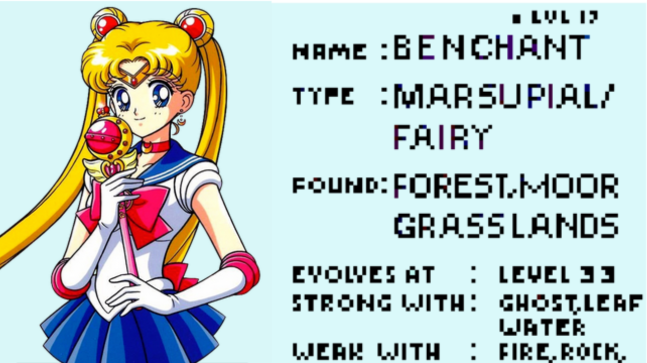 LVL 17
NAME : BENCHANT
TYPE : MARSUPIAL/
FAIRY
FOUND: FOREST,MOOR
GRASSLANDS
EVOLVES AT : LEVEL 33
STRONG WITH: GHOST,LEAF
WATER
WEAK WITH : FIRE,ROCK,